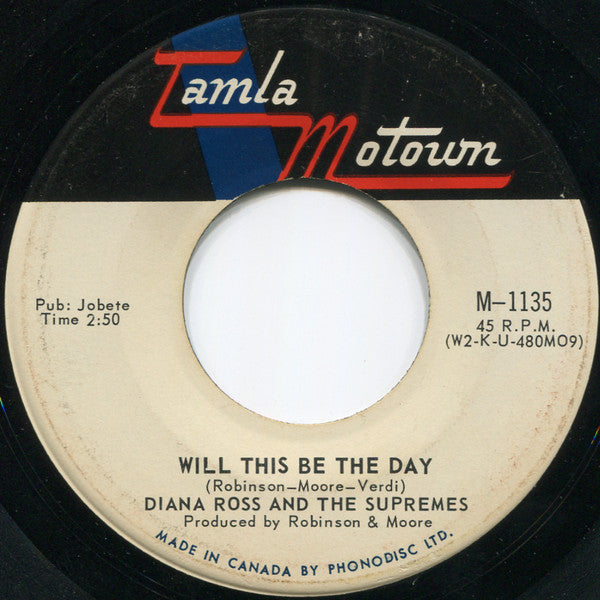 Tamla
Motown
Pub: Jobete
Time 2:50
M-1135
45 R.P.M.
(W2-K-U-480MO9)
WILL THIS BE THE DAY
(Robinson-Moore-Verdi)
DIANA ROSS AND THE SUPREMES
Produced by Robinson & Moore
MADE IN CANADA BY PHONODISC LTD.